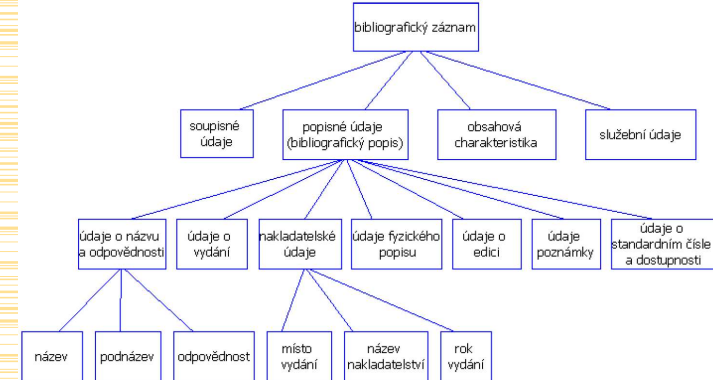 bibliografický záznam
soupisné
údaje
popisné údaje
(bibliografický popis)
obsahová
charakteristika
služební údaje
údaje o názvu
a odpovědnosti
údaje o
vydání
nakladatelské
údaje
údaje fyzického
popisu
údaje o
edici
údaje
poznámky
údaje o
standardním čísle
a dostupnosti
název
podnázev
odpovědnost
místo
vydání
název
nakladatelství
rok
vydání